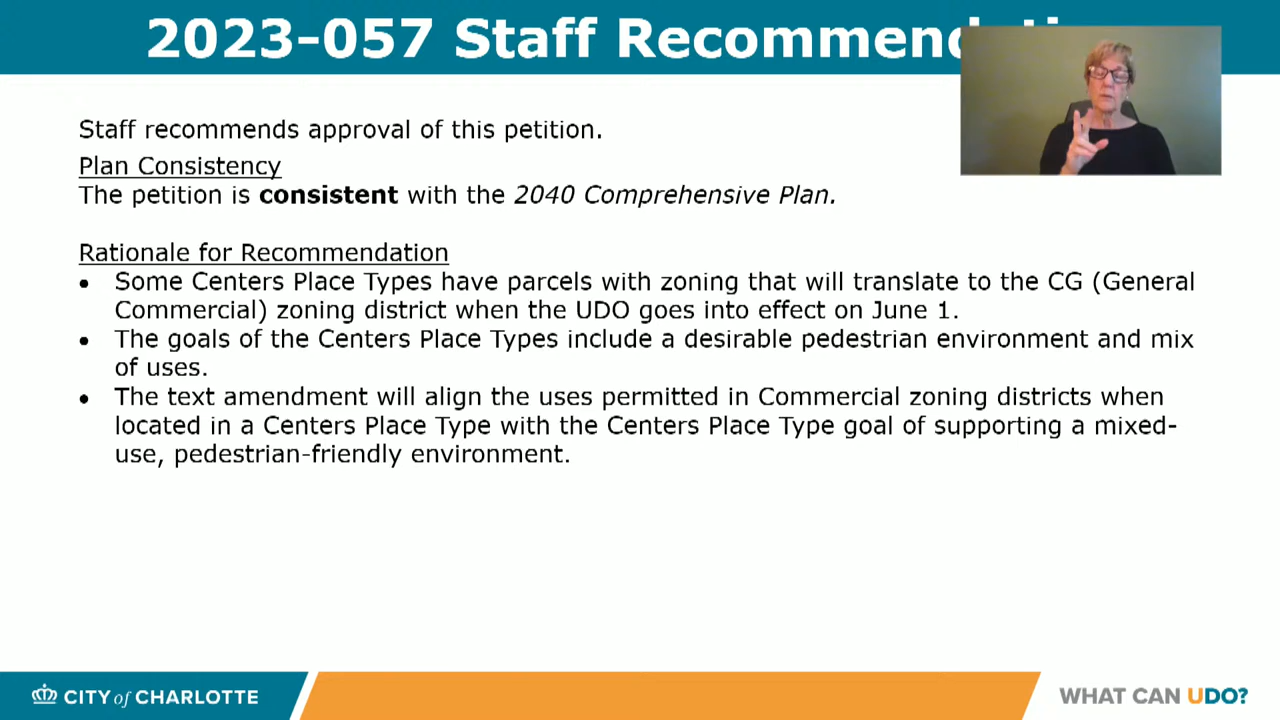 2023-057 Staff Recommendati
Staff recommends approval of this petition.
Plan Consistency
The petition is consistent with the 2040 Comprehensive Plan.
Rationale for Recommendation
• Some Centers Place Types have parcels with zoning that will translate to the CG (General
Commercial) zoning district when the UDO goes into effect on June 1.
• The goals of the Centers Place Types include a desirable pedestrian environment and mix
of uses.
• The text amendment will align the uses permitted in Commercial zoning districts when
located in a Centers Place Type with the Centers Place Type goal of supporting a mixed-
use, pedestrian-friendly environment.
CITY of CHARLOTTE
WHAT CAN UDO?